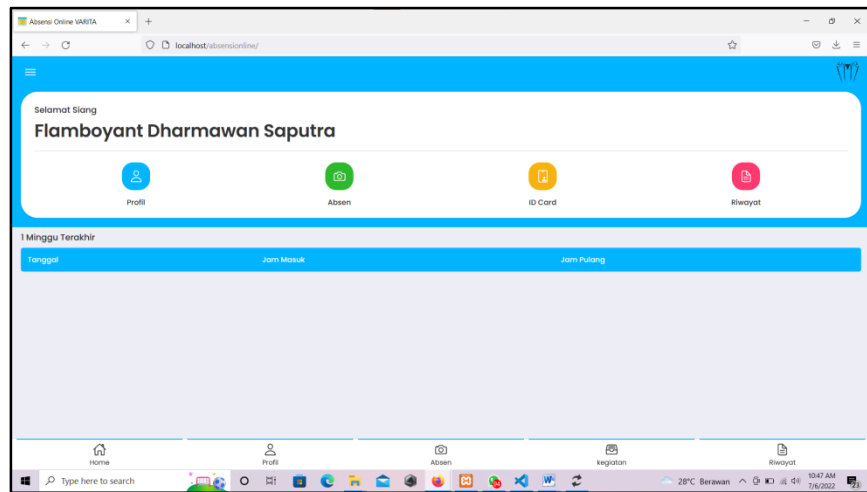 Absensi Online VARITA
localhost/absensionline/
Selamat Siang
Flamboyant Dharmawan Saputra
Profil Absen ID Card Riwayat
1 Minggu Terakhir
Tanggal Jam Masuk Jam Pulang
Home Profil Absen kegiatan Riwayat
Type here to search
28°C Berawan
10:47 AM
7/6/2022